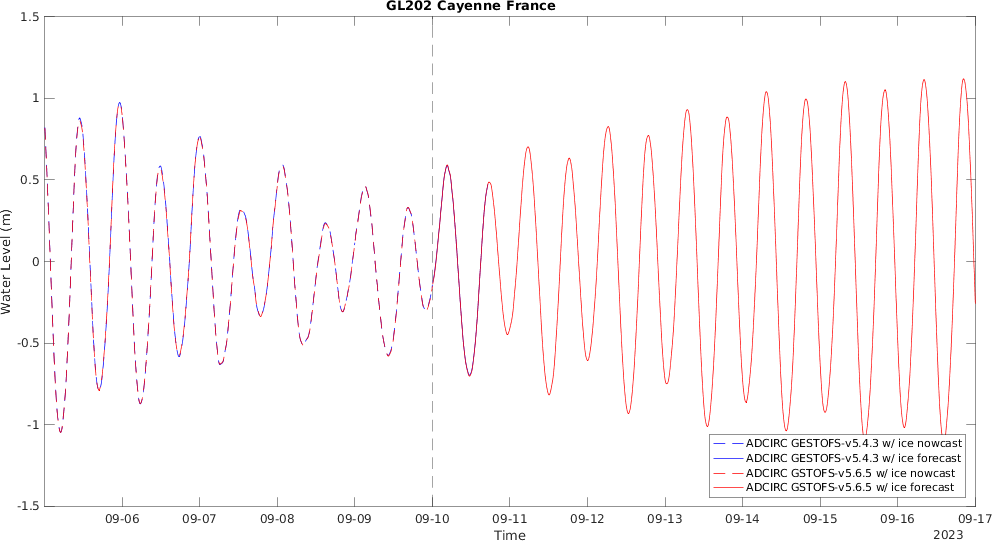 GL202 Cayenne France
1.5
1
0.5
0
-0.5
-1
-1.5
Water Level (m)
ADCIRC GESTOFS-v5.4.3 w/ ice nowcast
ADCIRC GESTOFS-v5.4.3 w/ ice forecast
ADCIRC GSTOFS-v5.6.5 w/ ice nowcast
ADCIRC GSTOFS-v5.6.5 w/ ice forecast
09-06 09-07 09-08 09-09 09-10 09-11 09-12 09-13 09-14 09-15 09-16 09-17
Time
2023